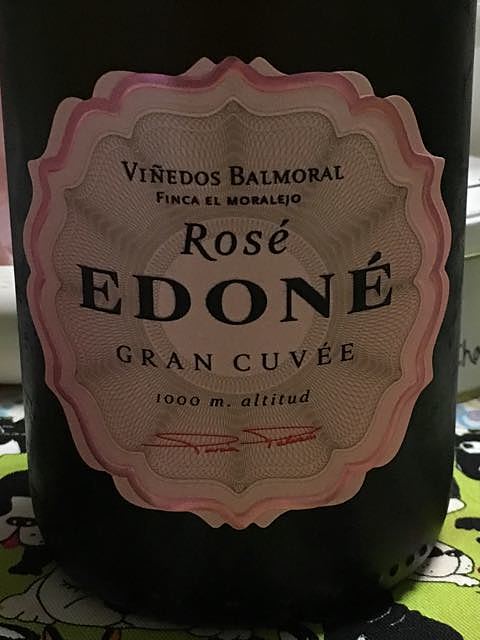 VIÑEDOS BALMORAL
FINCA EL MORALEJO
Rosé
EDONÉ
GRAN CUVÉE
1000 m. altitud